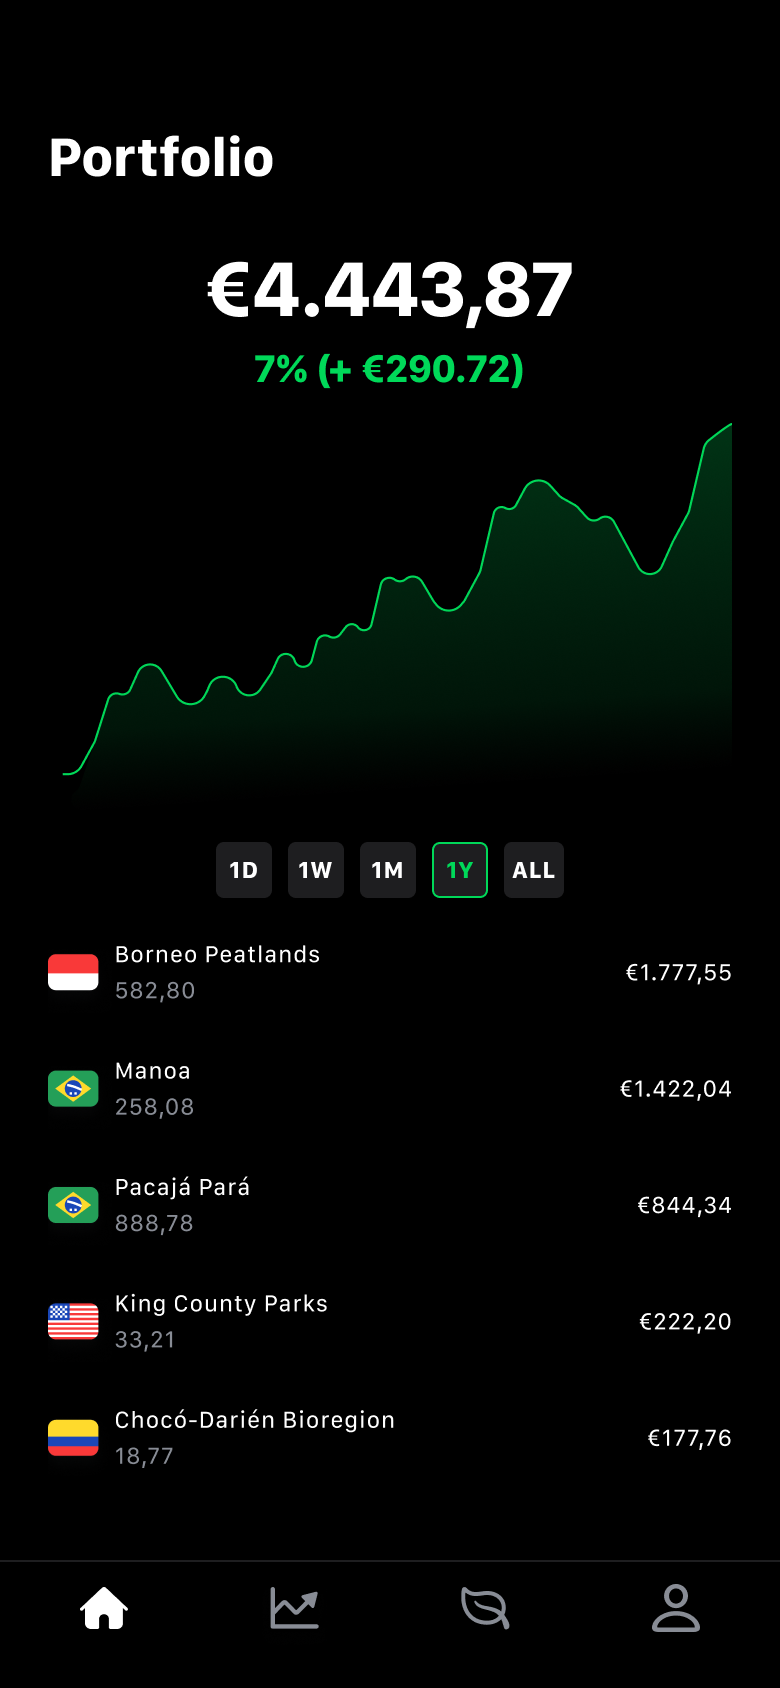 Portfolio
€4.443,87
7% (+ €290.72)
1D 1W 1M 1Y ALL
Borneo Peatlands
582,80
€1.777,55
Manoa
258,08
€1.422,04
Pacajá Pará
888,78
€844,34
King County Parks
33,21
€222,20
Chocó-Darién Bioregion
18,77
€177,76